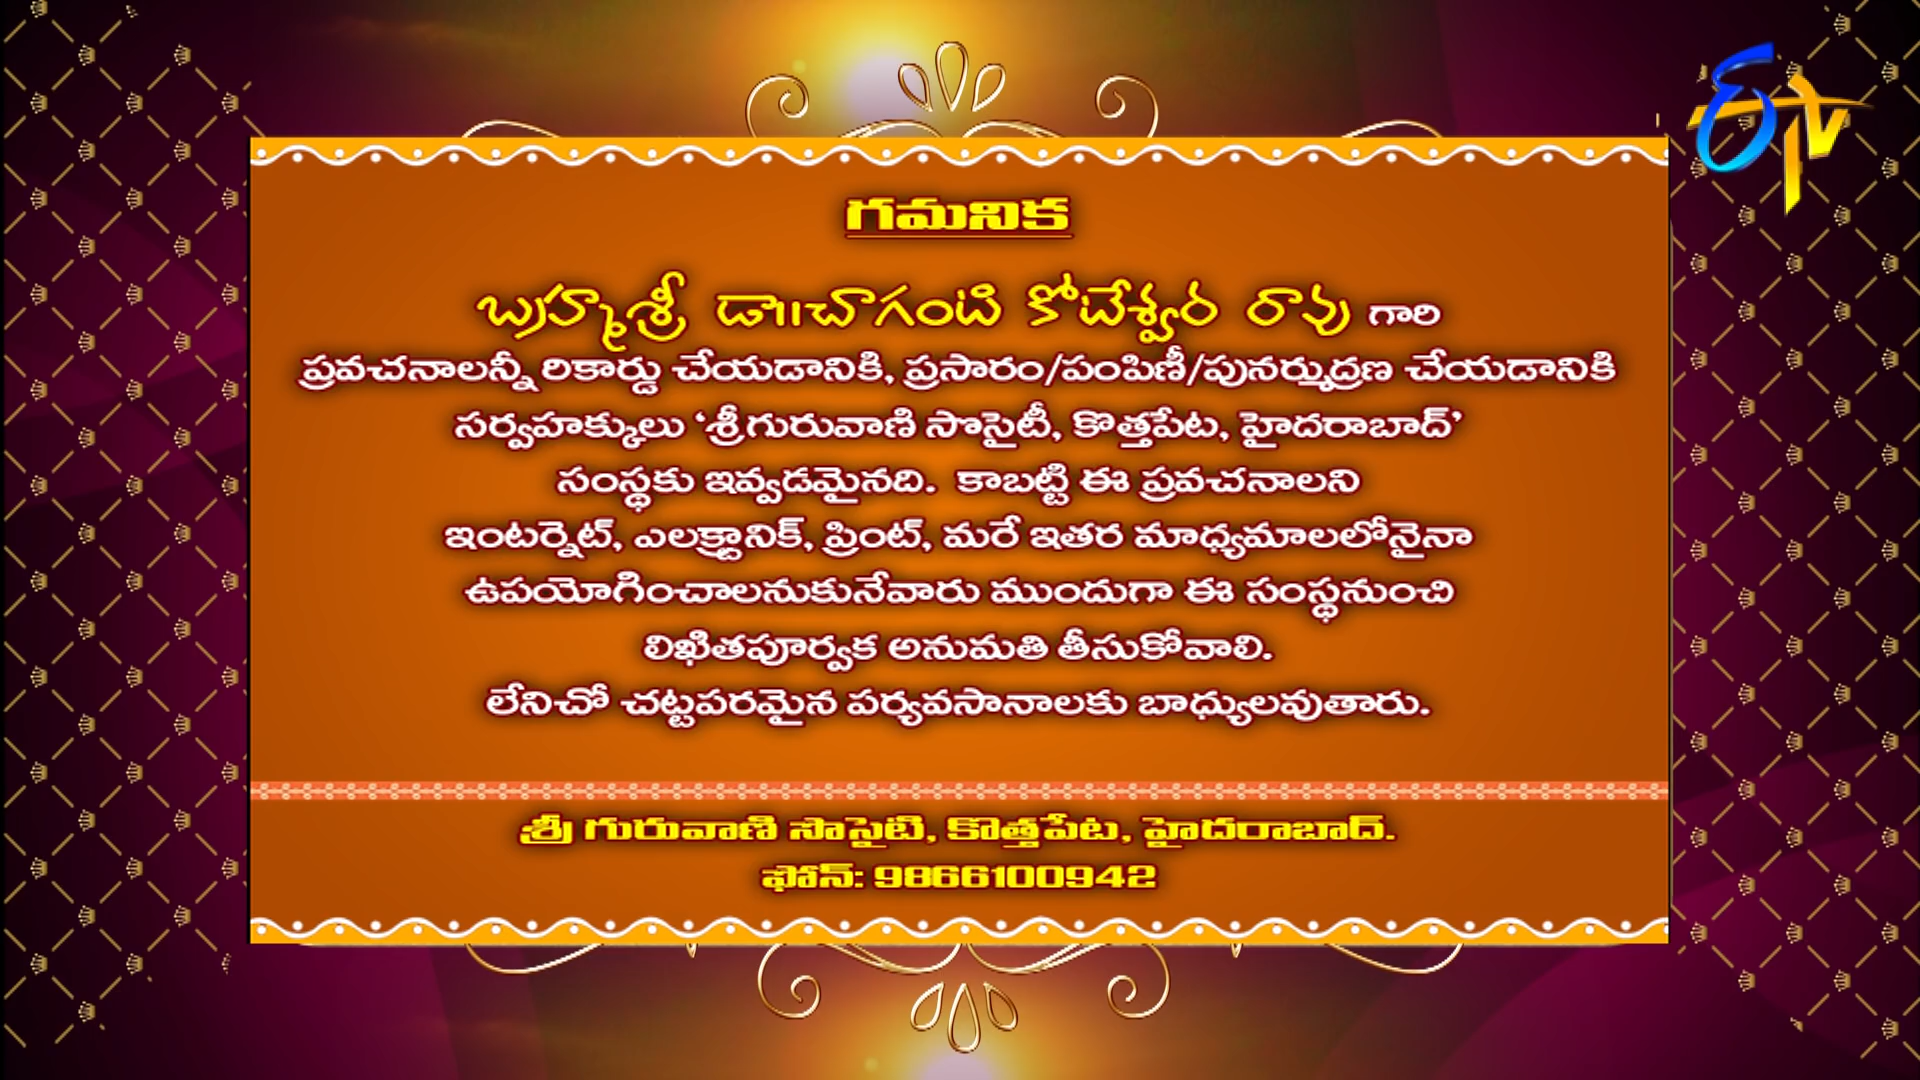 ఈtv
గమనిక
బ్రహ్మశ్రీ డా॥చాగంటి కోటేశ్వర రావు గారి
ప్రవచనాలన్నీ రికార్డు చేయడానికి, ప్రసారం/పంపిణీ/పునర్ముద్రణ చేయడానికి
సర్వహక్కులు ‘శ్రీగురువాణి సొసైటీ, కొత్తపేట, హైదరాబాద్’
సంస్థకు ఇవ్వడమైనది. కాబట్టి ఈ ప్రవచనాలని
ఇంటర్నెట్, ఎలక్ట్రానిక్, ప్రింట్, మరే ఇతర మాధ్యమాలలోనైనా
ఉపయోగించాలనుకునేవారు ముందుగా ఈ సంస్థనుంచి
లిఖితపూర్వక అనుమతి తీసుకోవాలి.
లేనిచో చట్టపరమైన పర్యవసానాలకు బాధ్యులవుతారు.
శ్రీ గురువాణి సొసైటి, కొత్తపేట, హైదరాబాద్.
ఫోన్: 9866100942